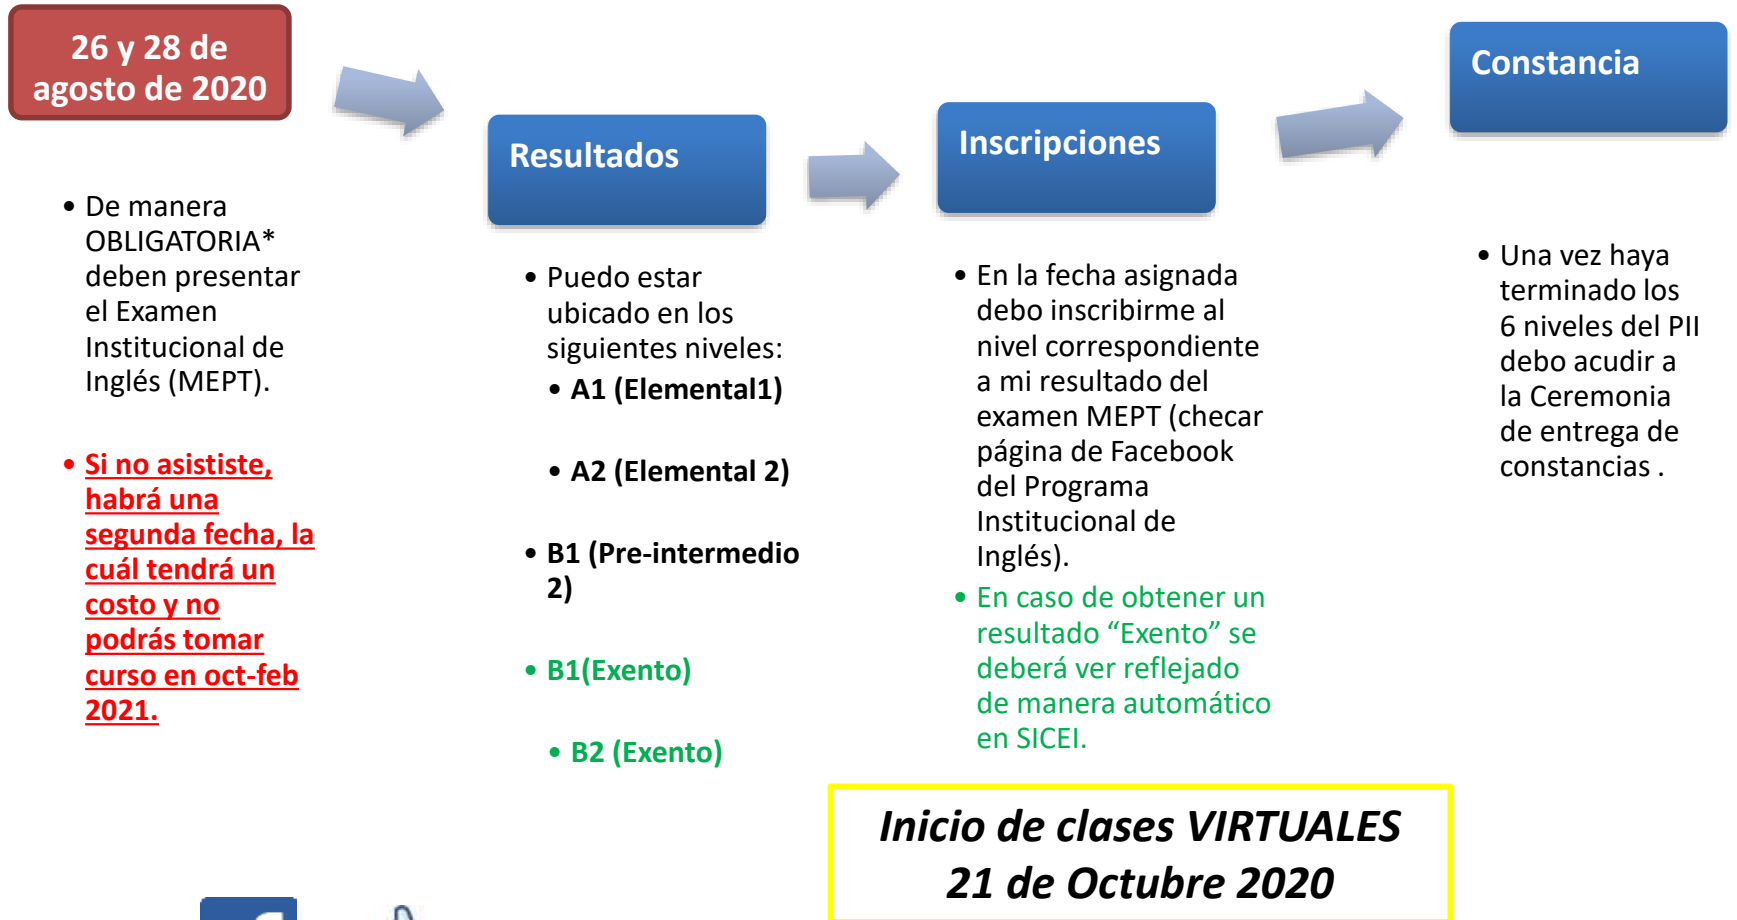 26 y 28 de
agosto de 2020
• De manera
OBLIGATORIA*
deben presentar
el Examen
Institucional de
Inglés (MEPT).
• Si no asististe,
habrá una
segunda fecha, la
cuál tendrá un
costo y no
podrás tomar
curso en oct-feb
2021.
Resultados
• Puedo estar
ubicado en los
siguientes niveles:
• A1 (Elemental1)
• A2 (Elemental 2)
• B1 (Pre-intermedio
2)
• B1(Exento)
• B2 (Exento)
Inscripciones
• En la fecha asignada
debo inscribirme al
nivel correspondiente
a mi resultado del
examen MEPT (checar
página de Facebook
del Programa
Institucional de
Inglés).
• En caso de obtener un
resultado “Exento” se
deberá ver reflejado
de manera automático
en SICEI.
Constancia
• Una vez haya
terminado los
6 niveles del PII
debo acudir a
la Ceremonia
de entrega de
constancias .
Inicio de clases VIRTUALES
21 de Octubre 2020